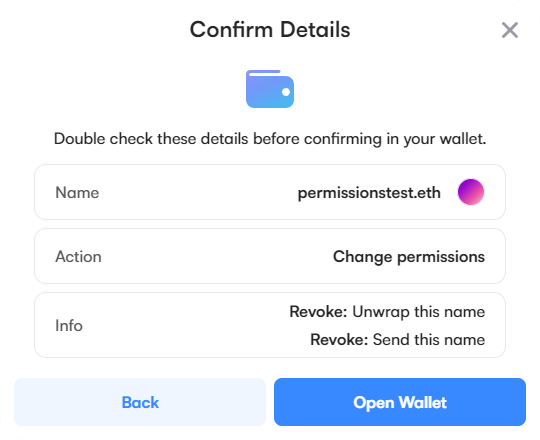 Confirm Details
Double check these details before confirming in your wallet.
Name permissionstest.eth
Action Change permissions
Info Revoke: Unwrap this name
Revoke: Send this name
Back Open Wallet